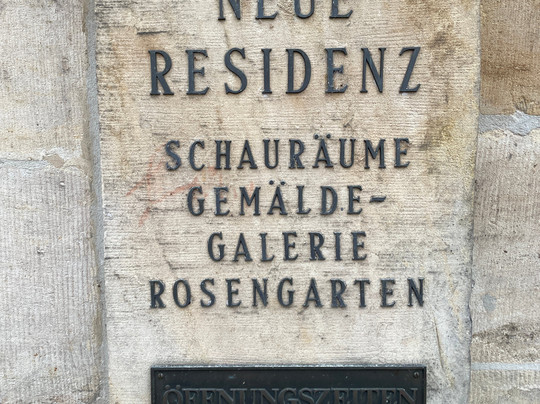 NEUE
RESIDENZ
SCHAURÄUME
GEMÄLDE-
GALERIE
ROSENGARTEN
ÖFFNUNGSZEITEN